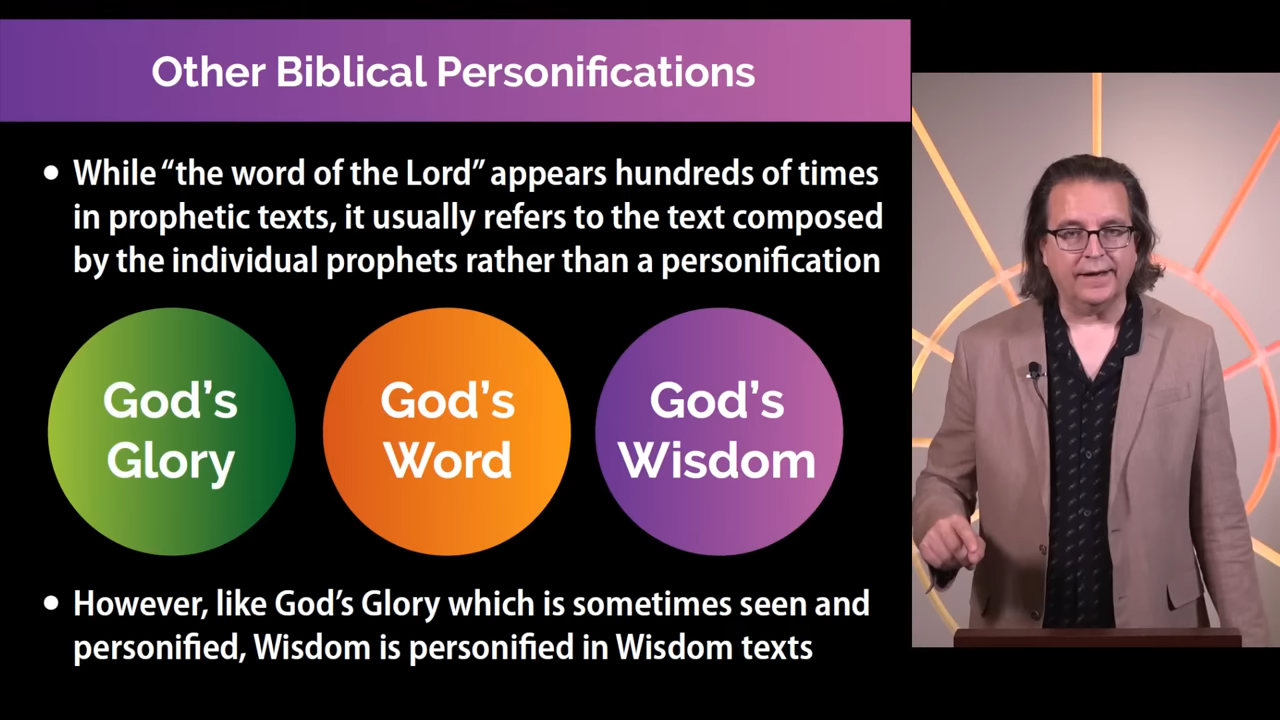 Other Biblical Personifications
• While “the word of the Lord” appears hundreds of times
in prophetic texts, it usually refers to the text composed
by the individual prophets rather than a personification
God’s
Glory
God’s
Word
God’s
Wisdom
• However, like God’s Glory which is sometimes seen and
personified, Wisdom is personified in Wisdom texts